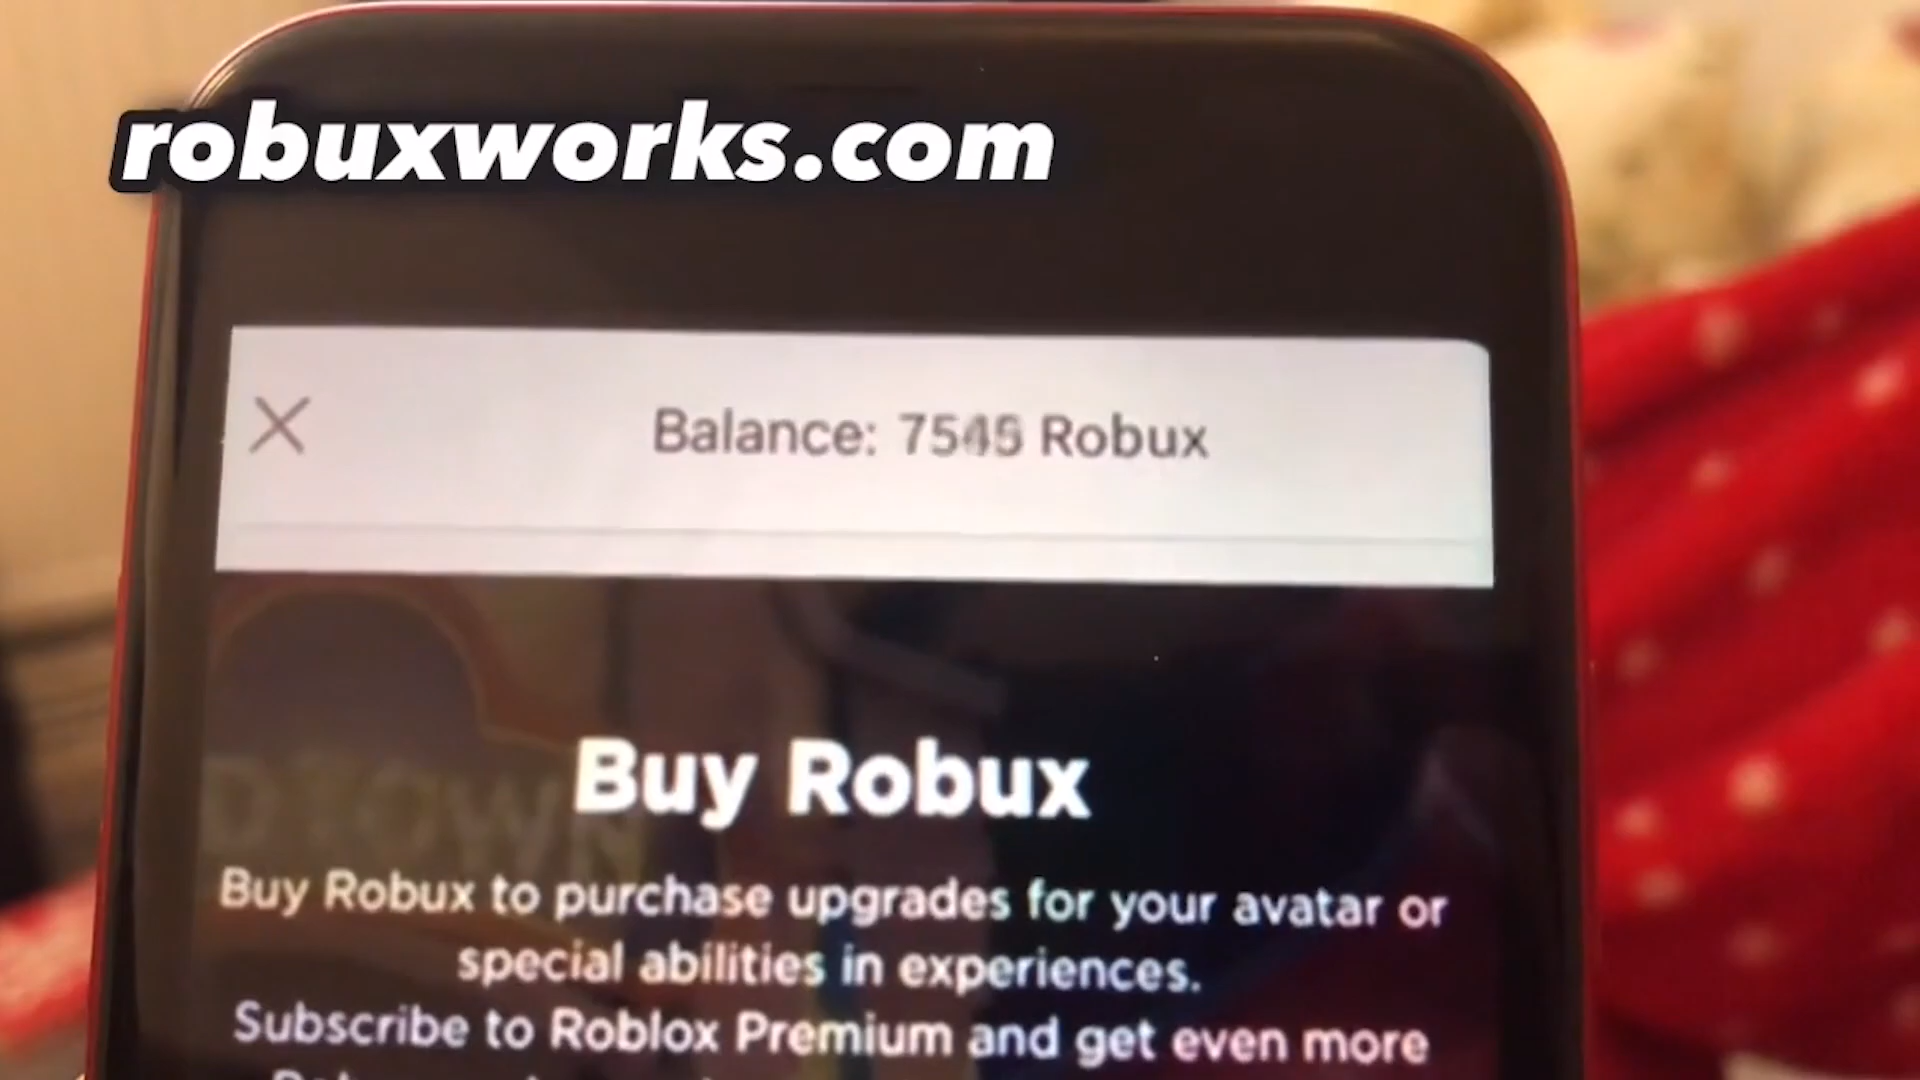 robuxworks.com
Balance: Robux
Buy Robux
DTOWN
Buy Robux to purchase upgrades for your avatar or
special abilities in experiences.
Subscribe to Roblox Premium and get even more